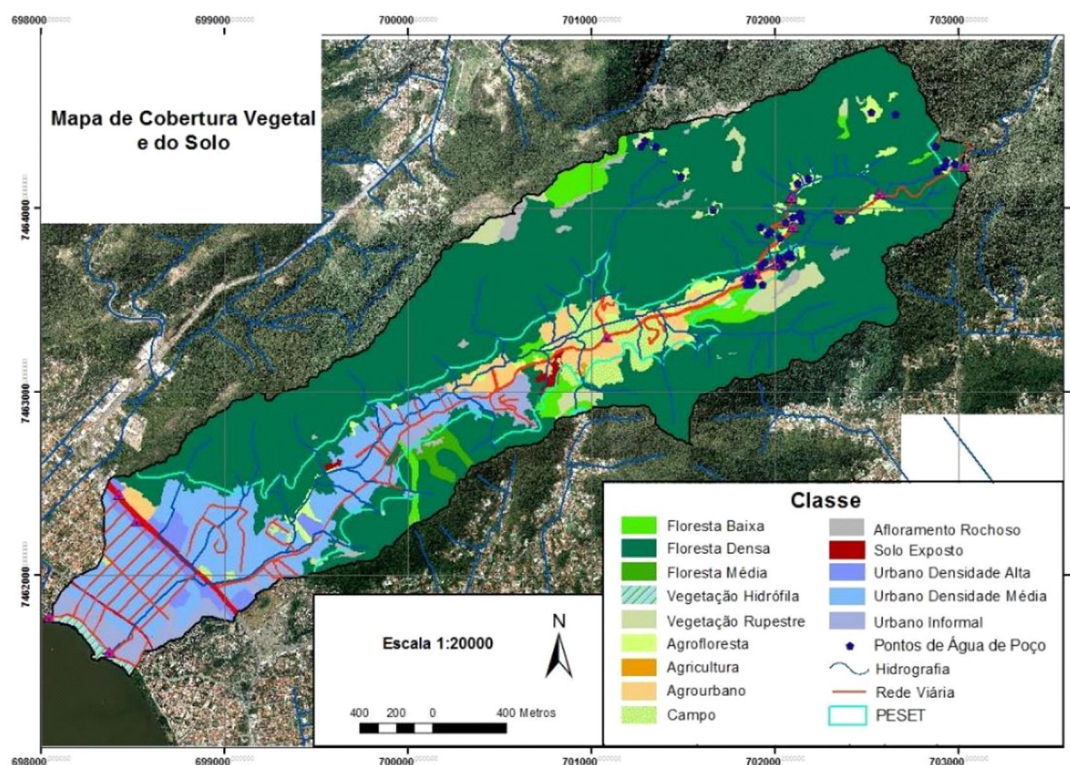 698000 699000 700000 701000 702000 703000
Mapa de Cobertura Vegetal
e do Solo
7464000
7463000
7462000
Classe
Floresta Baixa
Floresta Densa
Floresta Média
Vegetação Hidrófila
Vegetação Rupestre
Agrofloresta
Agricultura
Agrourbano
Campo
Afloramento Rochoso
Solo Exposto
Urbano Densidade Alta
Urbano Densidade Média
Urbano Informal
Pontos de Água de Poço
Hidrografia
Rede Viária
PESET
Escala 1:20000
N
400 200 0 400 Metros
698000 699000 700000 701000 702000 703000